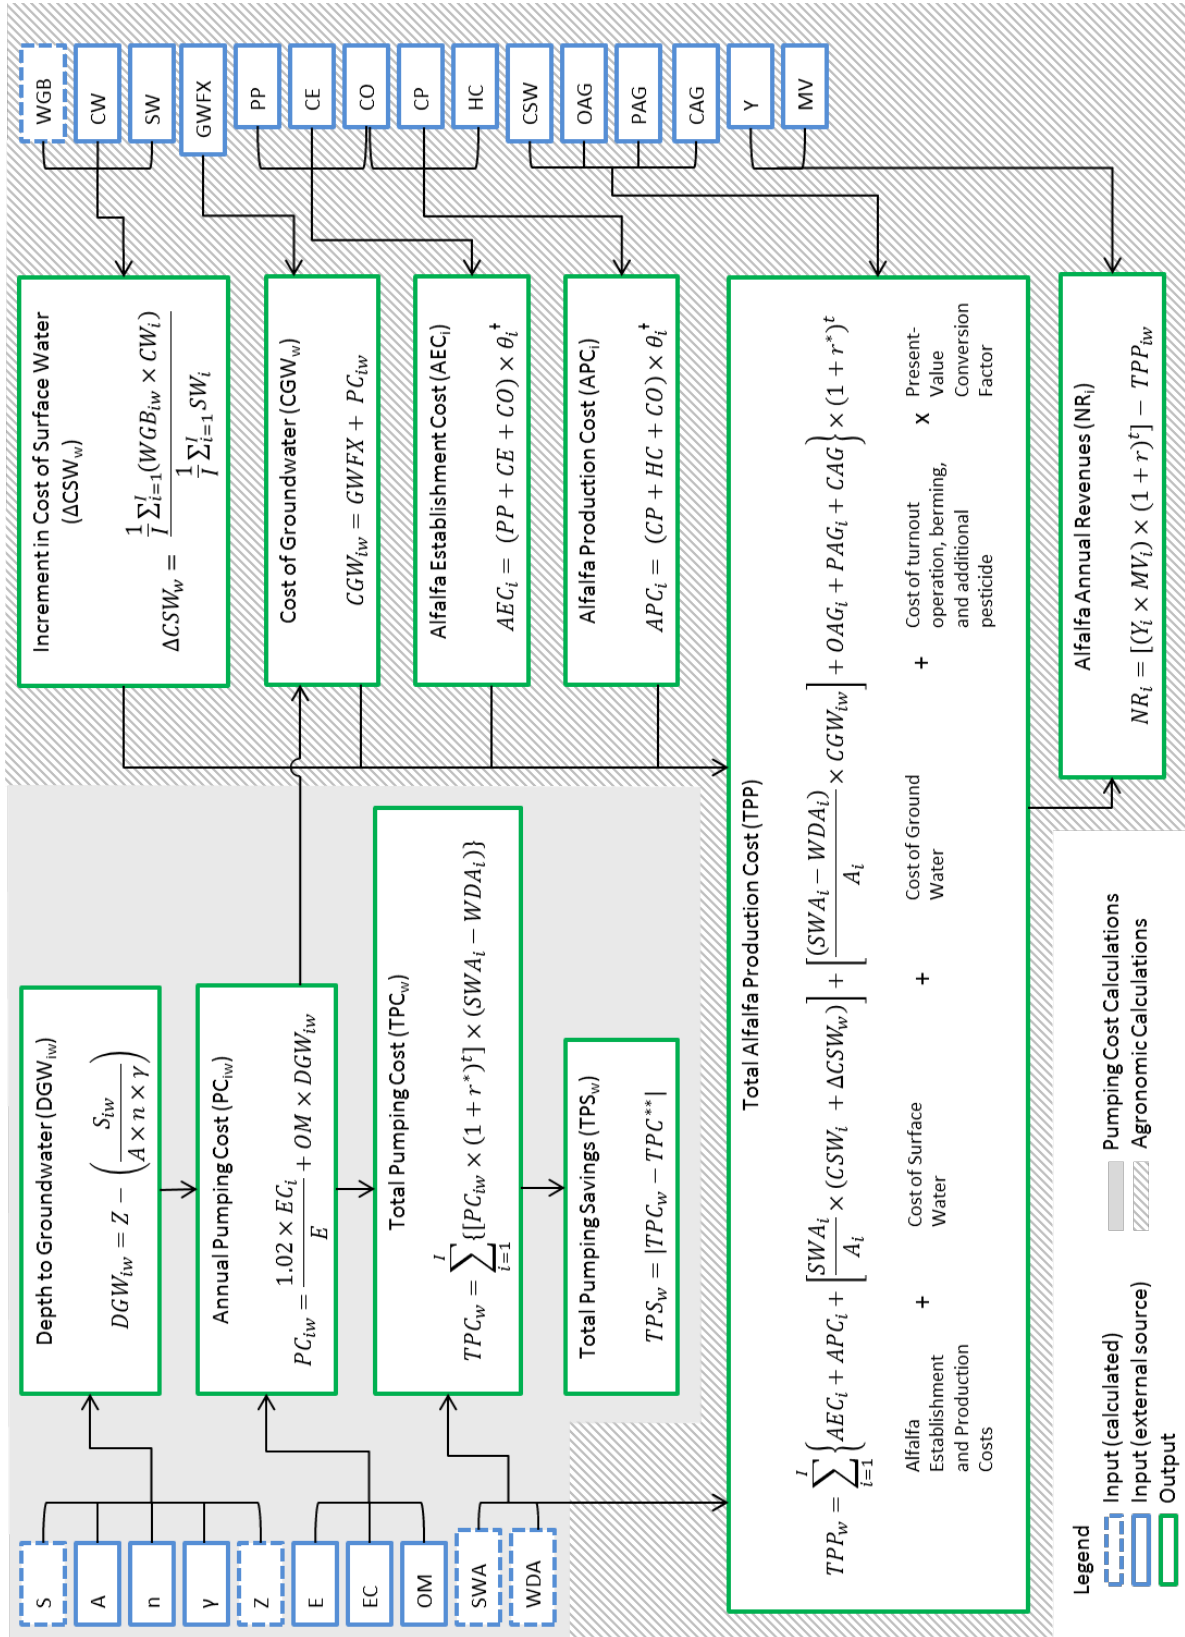 S
A
n
γ
Z
E
EC
OM
SWA
WDA
Depth to Groundwater (DGW_iw)
DGW_iw = Z − (S_iw / (A × n × γ))
Annual Pumping Cost (PC_iw)
PC_iw = (1.02 × EC_i / E) + OM × DGW_iw
Total Pumping Cost (TPC_w)
TPC_w = ∑_{i=1}^{I} {[PC_iw × (1 + r*)^t] × (SWA_i − WDA_i)}
Total Pumping Savings (TPS_w)
TPS_w = |TPC_w − TPC**|
Increment in Cost of Surface Water
(ΔCSW_w)
ΔCSW_w = (1/I ∑_{i=1}^{I} (WGB_iw × CW_i)) / (1/I ∑_{i=1}^{I} SW_i)
Cost of Groundwater (CGW_w)
CGW_iw = GWFX + PC_iw
Alfalfa Establishment Cost (AEC_i)
AEC_i = (PP + CE + CO) × θ_i^‡
Alfalfa Production Cost (APC_i)
APC_i = (CP + HC + CO) × θ_i^‡
WGB
CW
SW
GWFX
PP
CE
CO
CP
HC
CSW
OAG
PAG
CAG
Y
MV
Total Alfalfa Production Cost (TPP)
TPP_w = ∑_{i=1}^{I} {AEC_i + APC_i + [SWA_i / A_i × (CSW_i + ΔCSW_w)] + [(SWA_i − WDA_i) / A_i × CGW_iw] + OAG_i + PAG_i + CAG} × (1 + r*)^t
Alfalfa
Establishment
and Production
Costs
+
Cost of Surface
Water
+
Cost of Ground
Water
+
Cost of turnout
operation, berming,
and additional
pesticide
x
Present-
Value
Conversion
Factor
Alfalfa Annual Revenues (NR_i)
NR_i = [(Y_i × MV_i) × (1 + r)^t] − TPP_iw
Legend
Input (calculated)
Input (external source)
Output
Pumping Cost Calculations
Agronomic Calculations